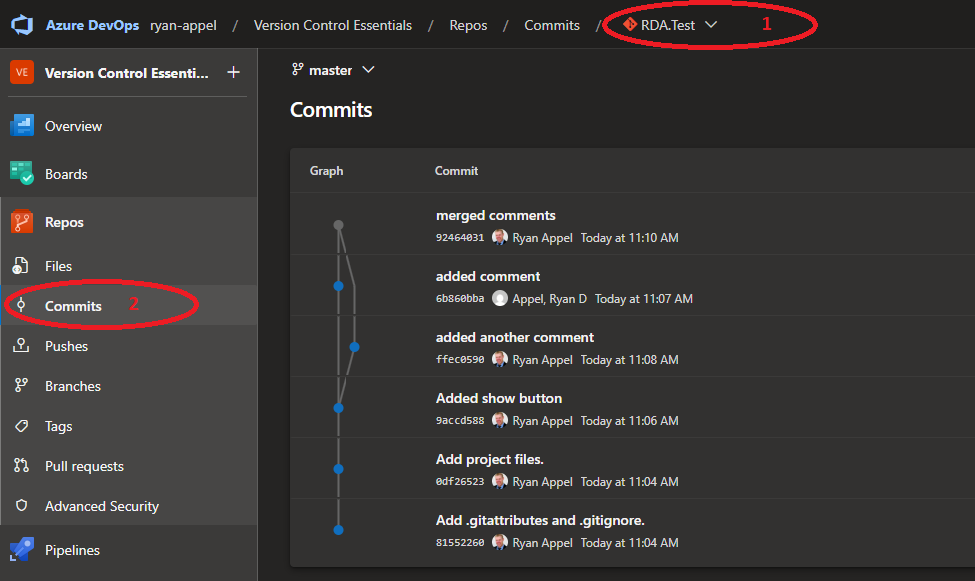 Azure DevOps ryan-appel / Version Control Essentials / Repos / Commits / RDA.Test 1
VE Version Control Essenti... +
Overview
Boards
Repos
Files
Commits 2
Pushes
Branches
Tags
Pull requests
Advanced Security
Pipelines
master
Commits
Graph Commit
merged comments
92464031 Ryan Appel Today at 11:10 AM
added comment
6b860bba Appel, Ryan D Today at 11:07 AM
added another comment
ffec0590 Ryan Appel Today at 11:08 AM
Added show button
9accd588 Ryan Appel Today at 11:06 AM
Add project files.
0df26523 Ryan Appel Today at 11:04 AM
Add .gitattributes and .gitignore.
81552260 Ryan Appel Today at 11:04 AM